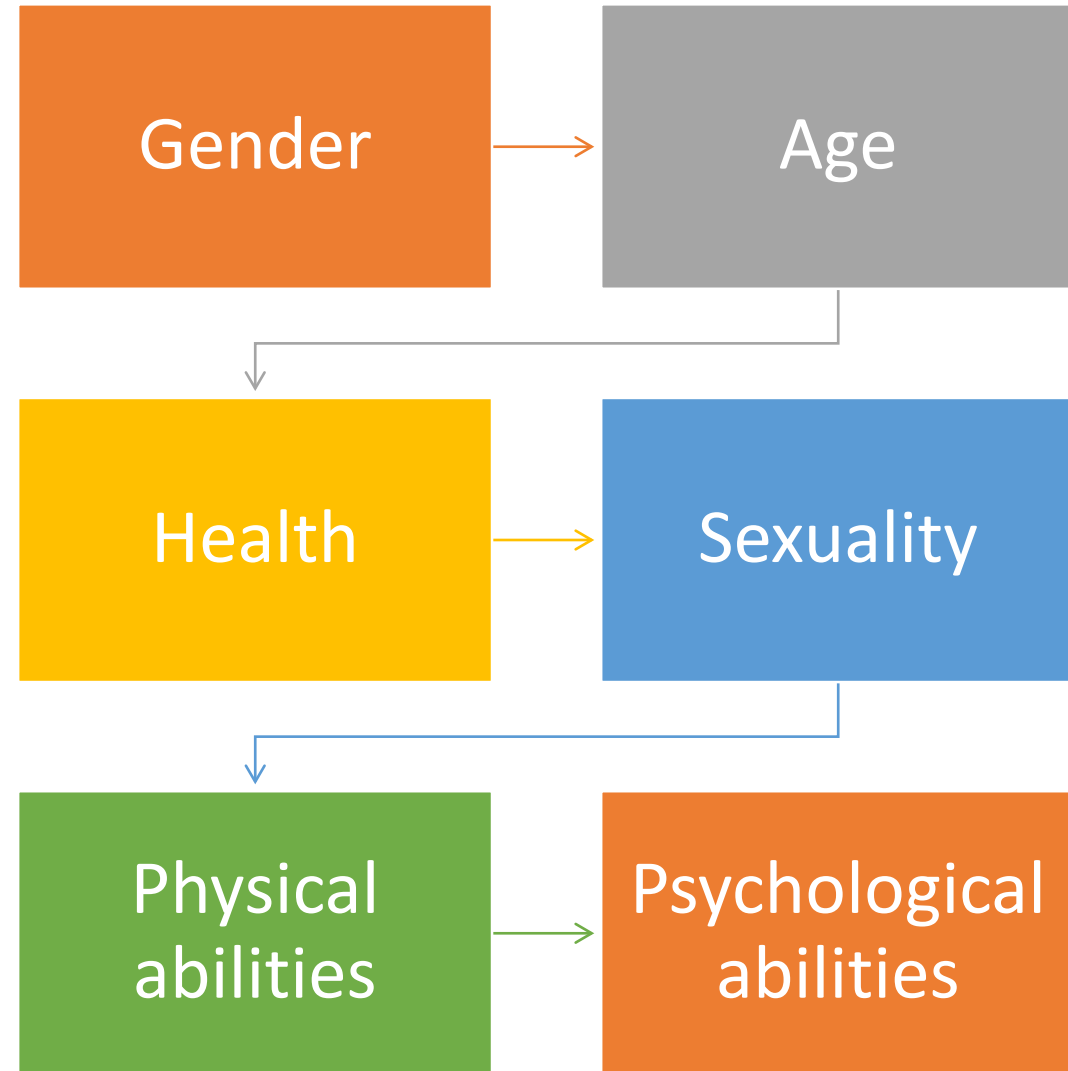 Gender
Age
Health
Sexuality
Physical
abilities
Psychological
abilities